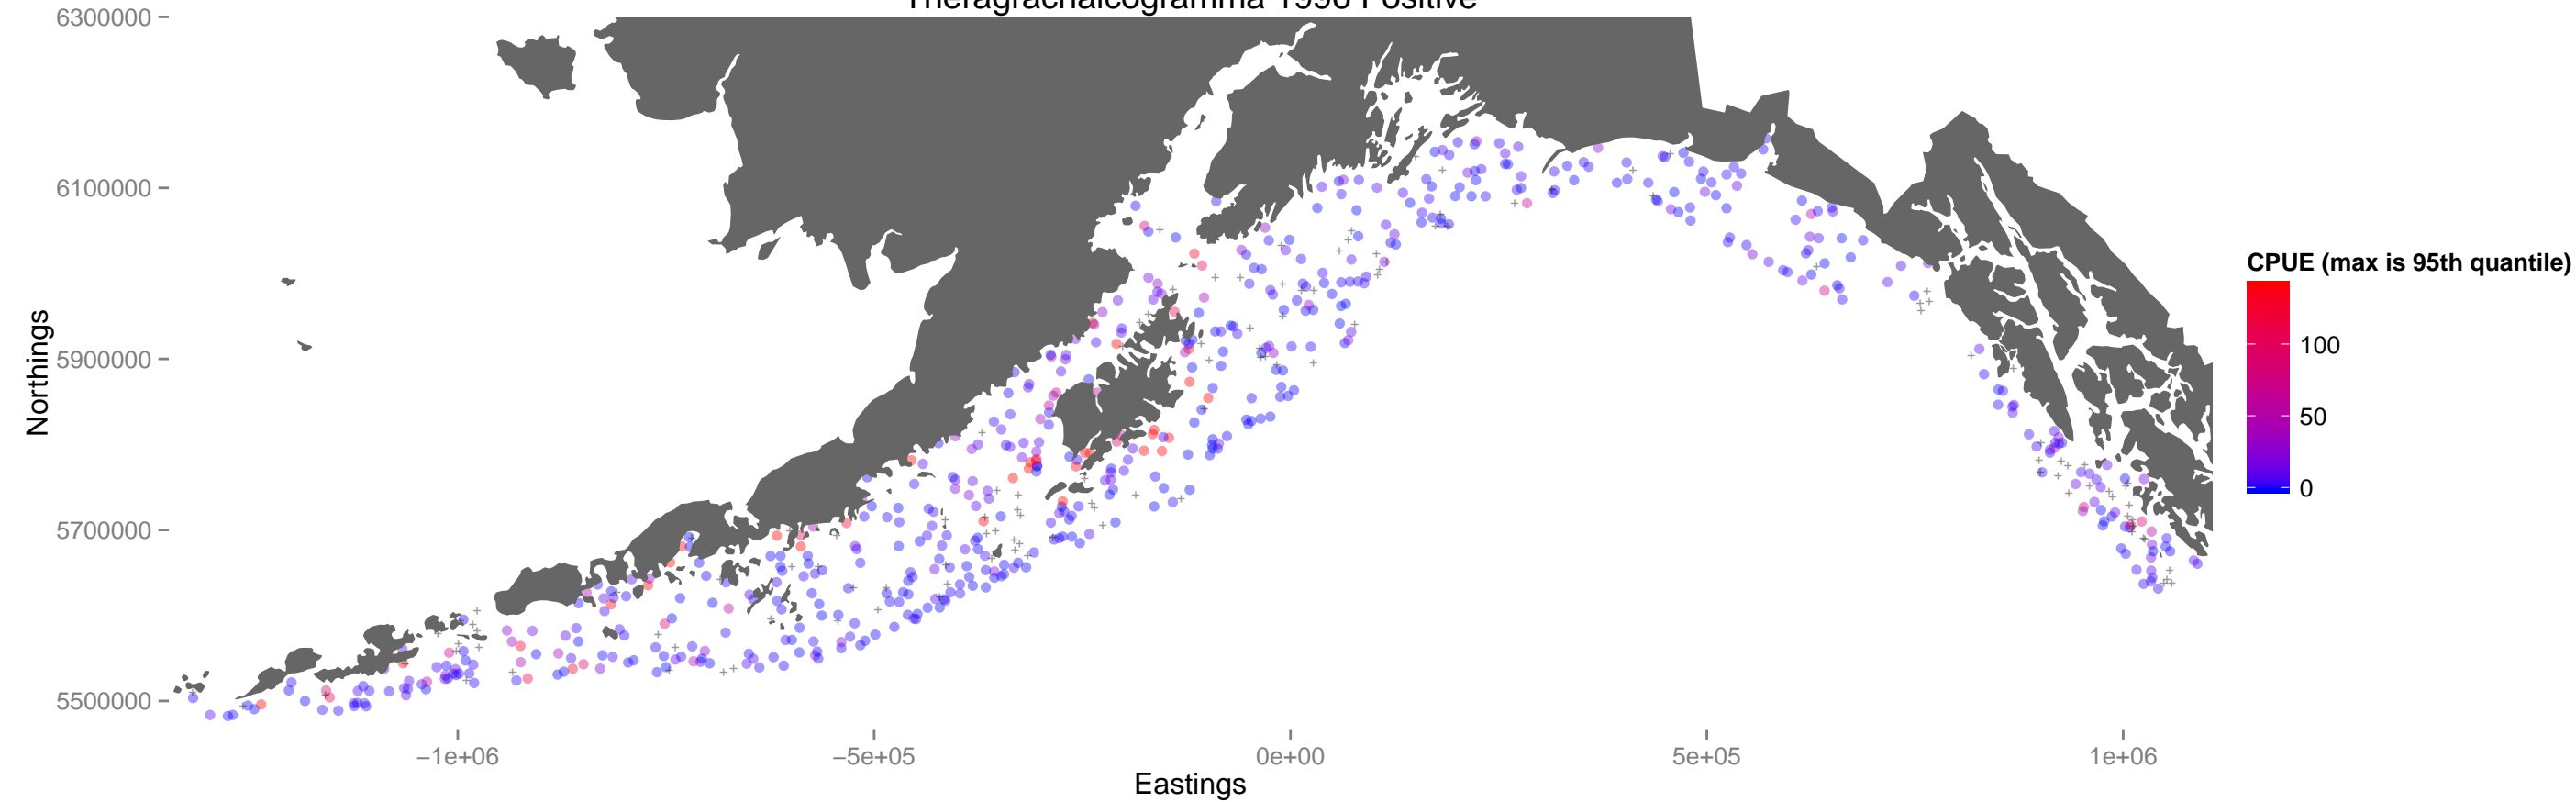 Theragrachalcogramma 1996 Positive
6300000
6100000
5900000
5700000
5500000
Northings
−1e+06
−5e+05
0e+00
5e+05
1e+06
Eastings
CPUE (max is 95th quantile)
100
50
0